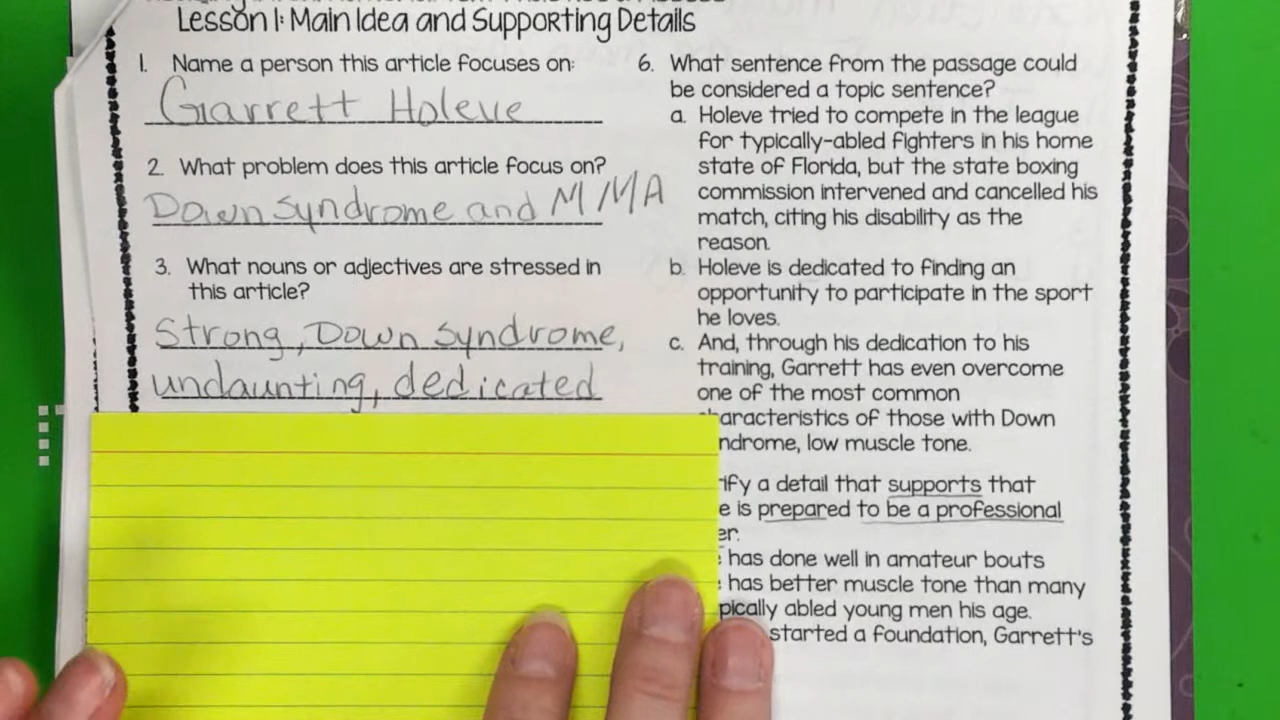 Lesson 1: Main Idea and Supporting Details
1. Name a person this article focuses on:
Garrett Holeve
2. What problem does this article focus on?
Down syndrome and MMA
3. What nouns or adjectives are stressed in
this article?
Strong, Down syndrome,
undaunting, dedicated
6. What sentence from the passage could
be considered a topic sentence?
a. Holeve tried to compete in the league
for typically-abled fighters in his home
state of Florida, but the state boxing
commission intervened and cancelled his
match, citing his disability as the
reason.
b. Holeve is dedicated to finding an
opportunity to participate in the sport
he loves.
c. And, through his dedication to his
training, Garrett has even overcome
one of the most common
characteristics of those with Down
ndrome, low muscle tone.
ify a detail that supports that
e is prepared to be a professional
er.
has done well in amateur bouts
has better muscle tone than many
pically abled young men his age.
started a foundation, Garrett's